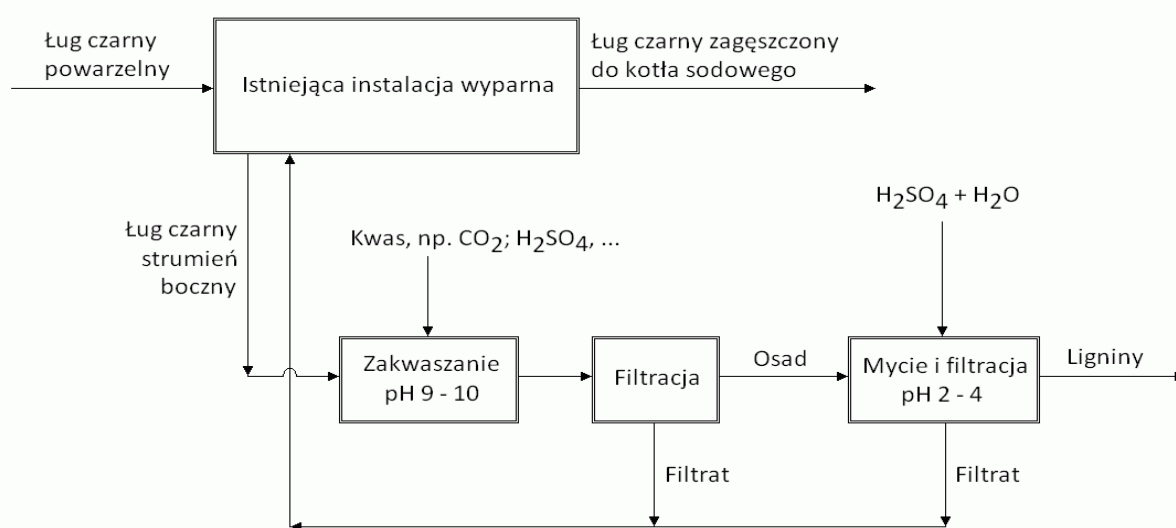 Ług czarny
powarzelny
Istniejąca instalacja wyparna
Ług czarny zagęszczony
do kotła sodowego
Ług czarny
strumień
boczny
Kwas, np. CO2; H2SO4, ...
H2SO4 + H2O
Zakwaszanie
pH 9 - 10
Filtracja
Osad
Mycie i filtracja
pH 2 - 4
Ligniny
Filtrat
Filtrat